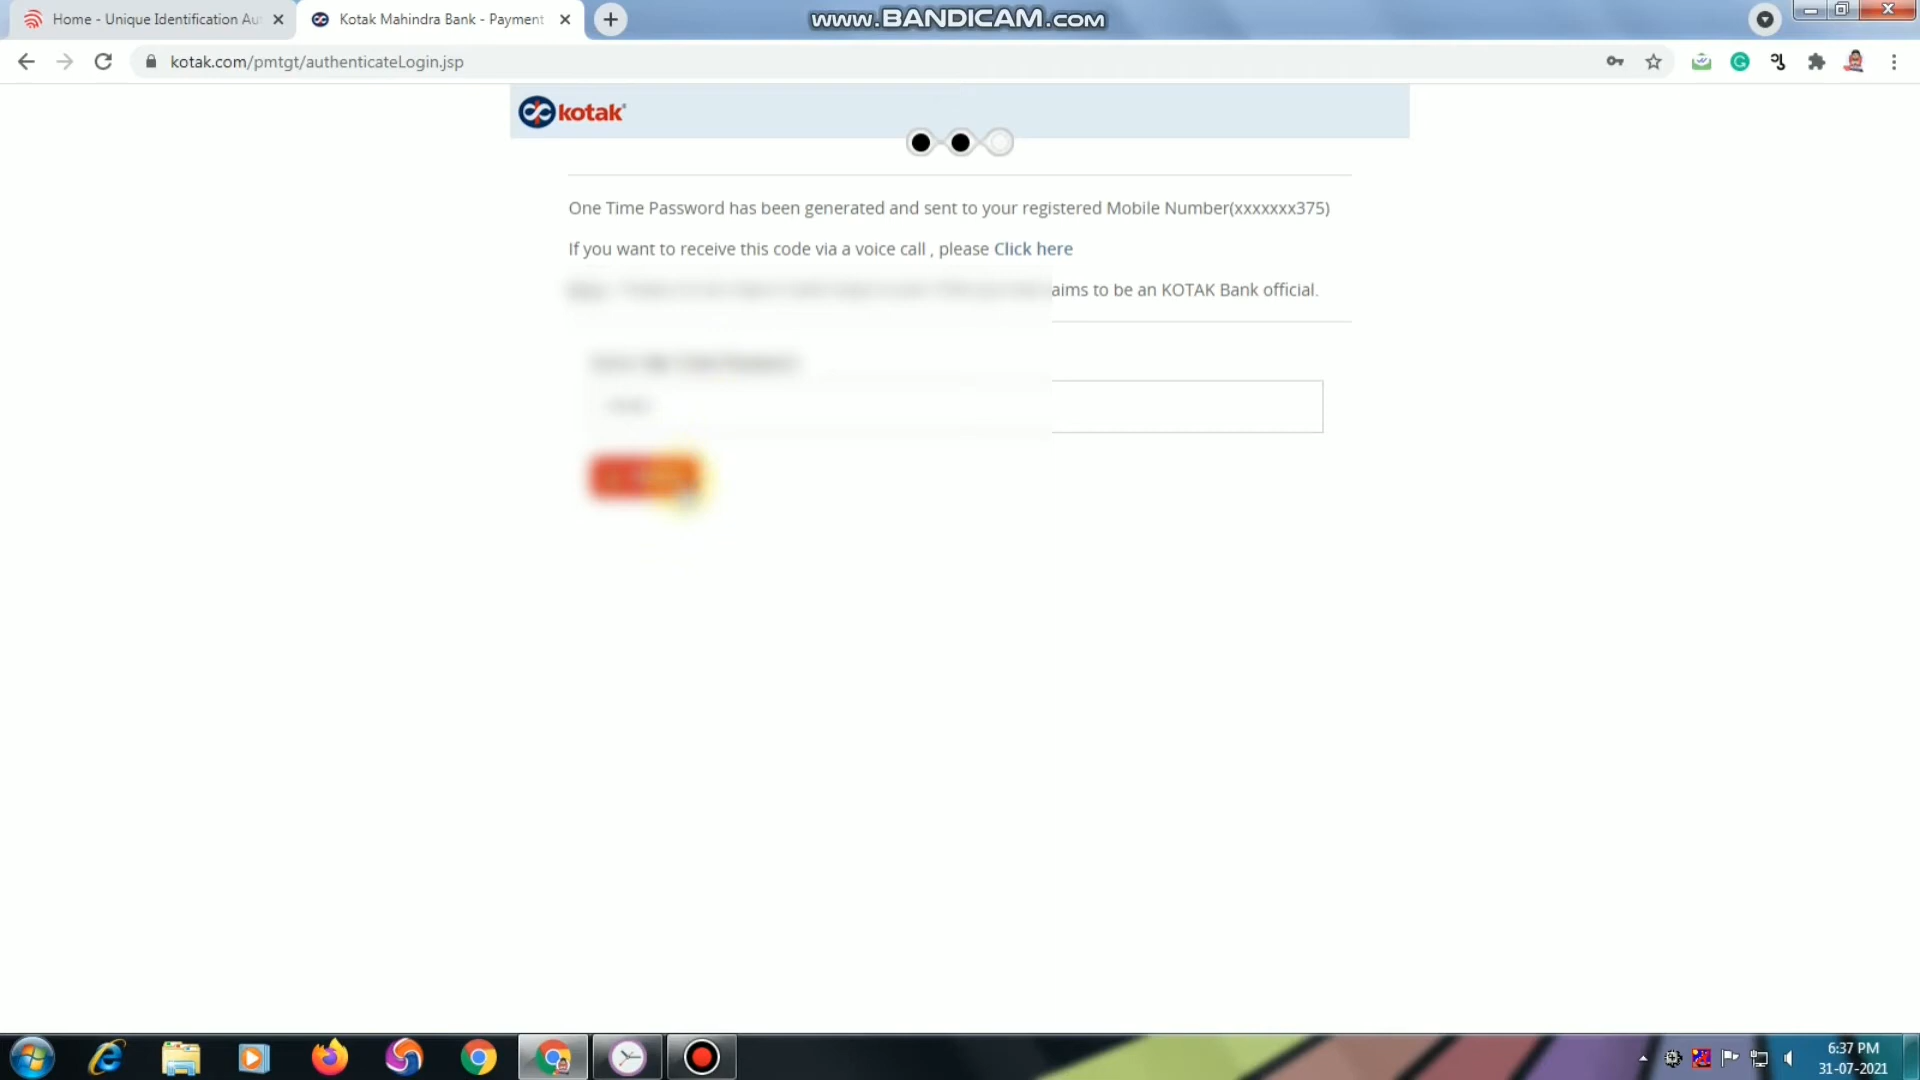 Home - Unique Identification Au
Kotak Mahindra Bank - Payment
www.BANDICAM.com
kotak.com/pmtgt/authenticateLogin.jsp
kotak
One Time Password has been generated and sent to your registered Mobile Number(xxxxxxx375)
If you want to receive this code via a voice call , please Click here
aims to be an KOTAK Bank official.
6:37 PM
31-07-2021